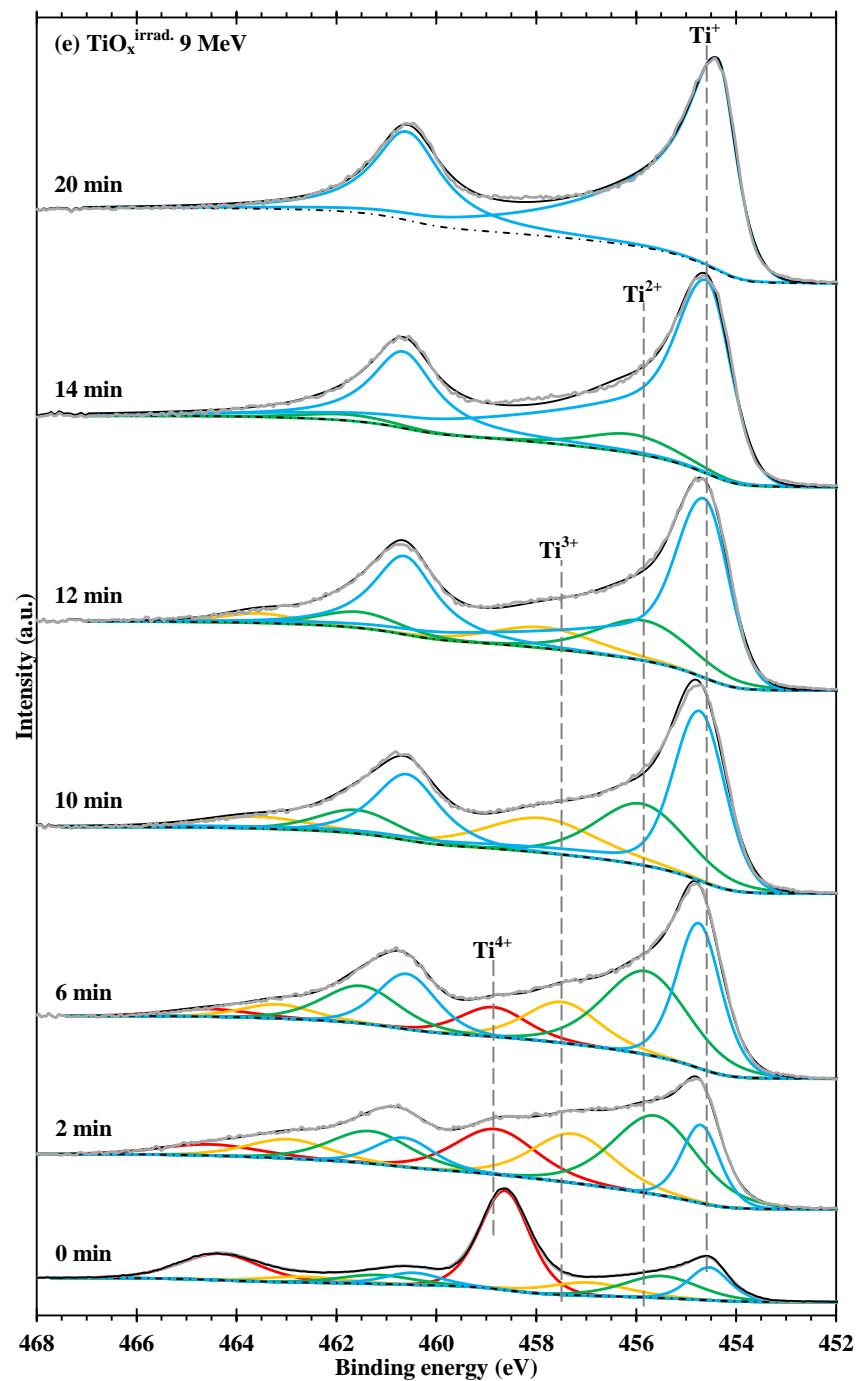 (e) TiOₓ^irrad. 9 MeV
Ti⁺
20 min
Ti²⁺
14 min
Ti³⁺
12 min
10 min
Ti⁴⁺
6 min
2 min
0 min
Intensity (a.u.)
468 466 464 462 460 458 456 454 452
Binding energy (eV)